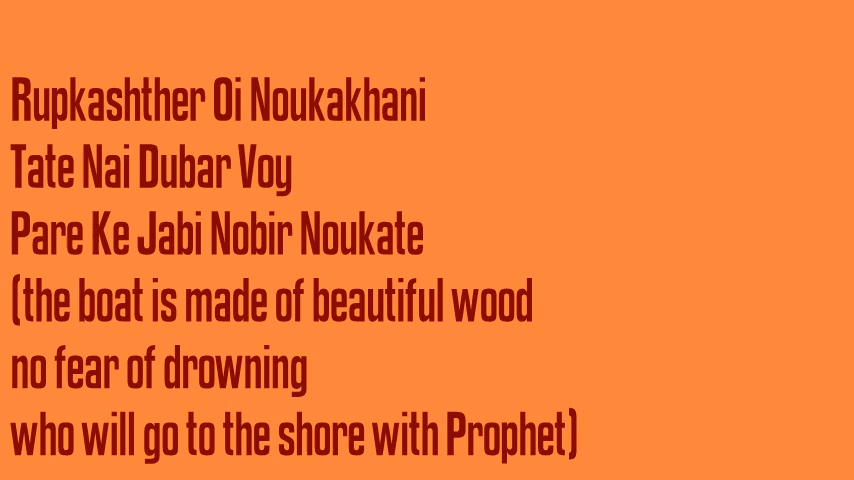 Rupkashther Oi Noukakhani
Tate Nai Dubar Voy
Pare Ke Jabi Nobir Noukate
(the boat is made of beautiful wood
no fear of drowning
who will go to the shore with Prophet)